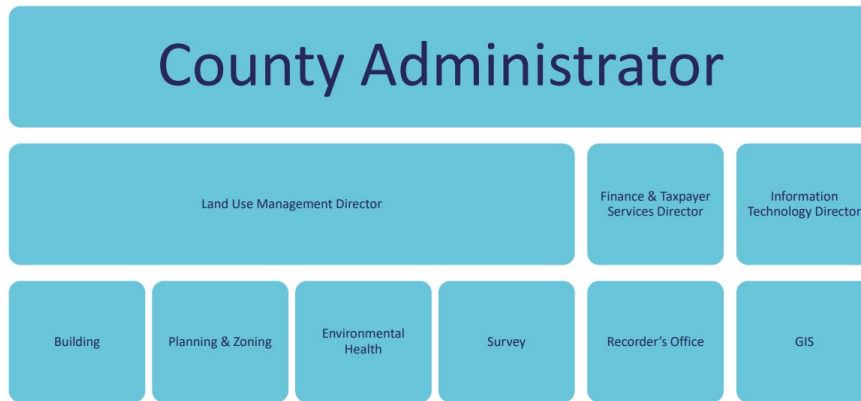 County Administrator
Land Use Management Director
Finance & Taxpayer
Services Director
Information
Technology Director
Building
Planning & Zoning
Environmental
Health
Survey
Recorder's Office
GIS